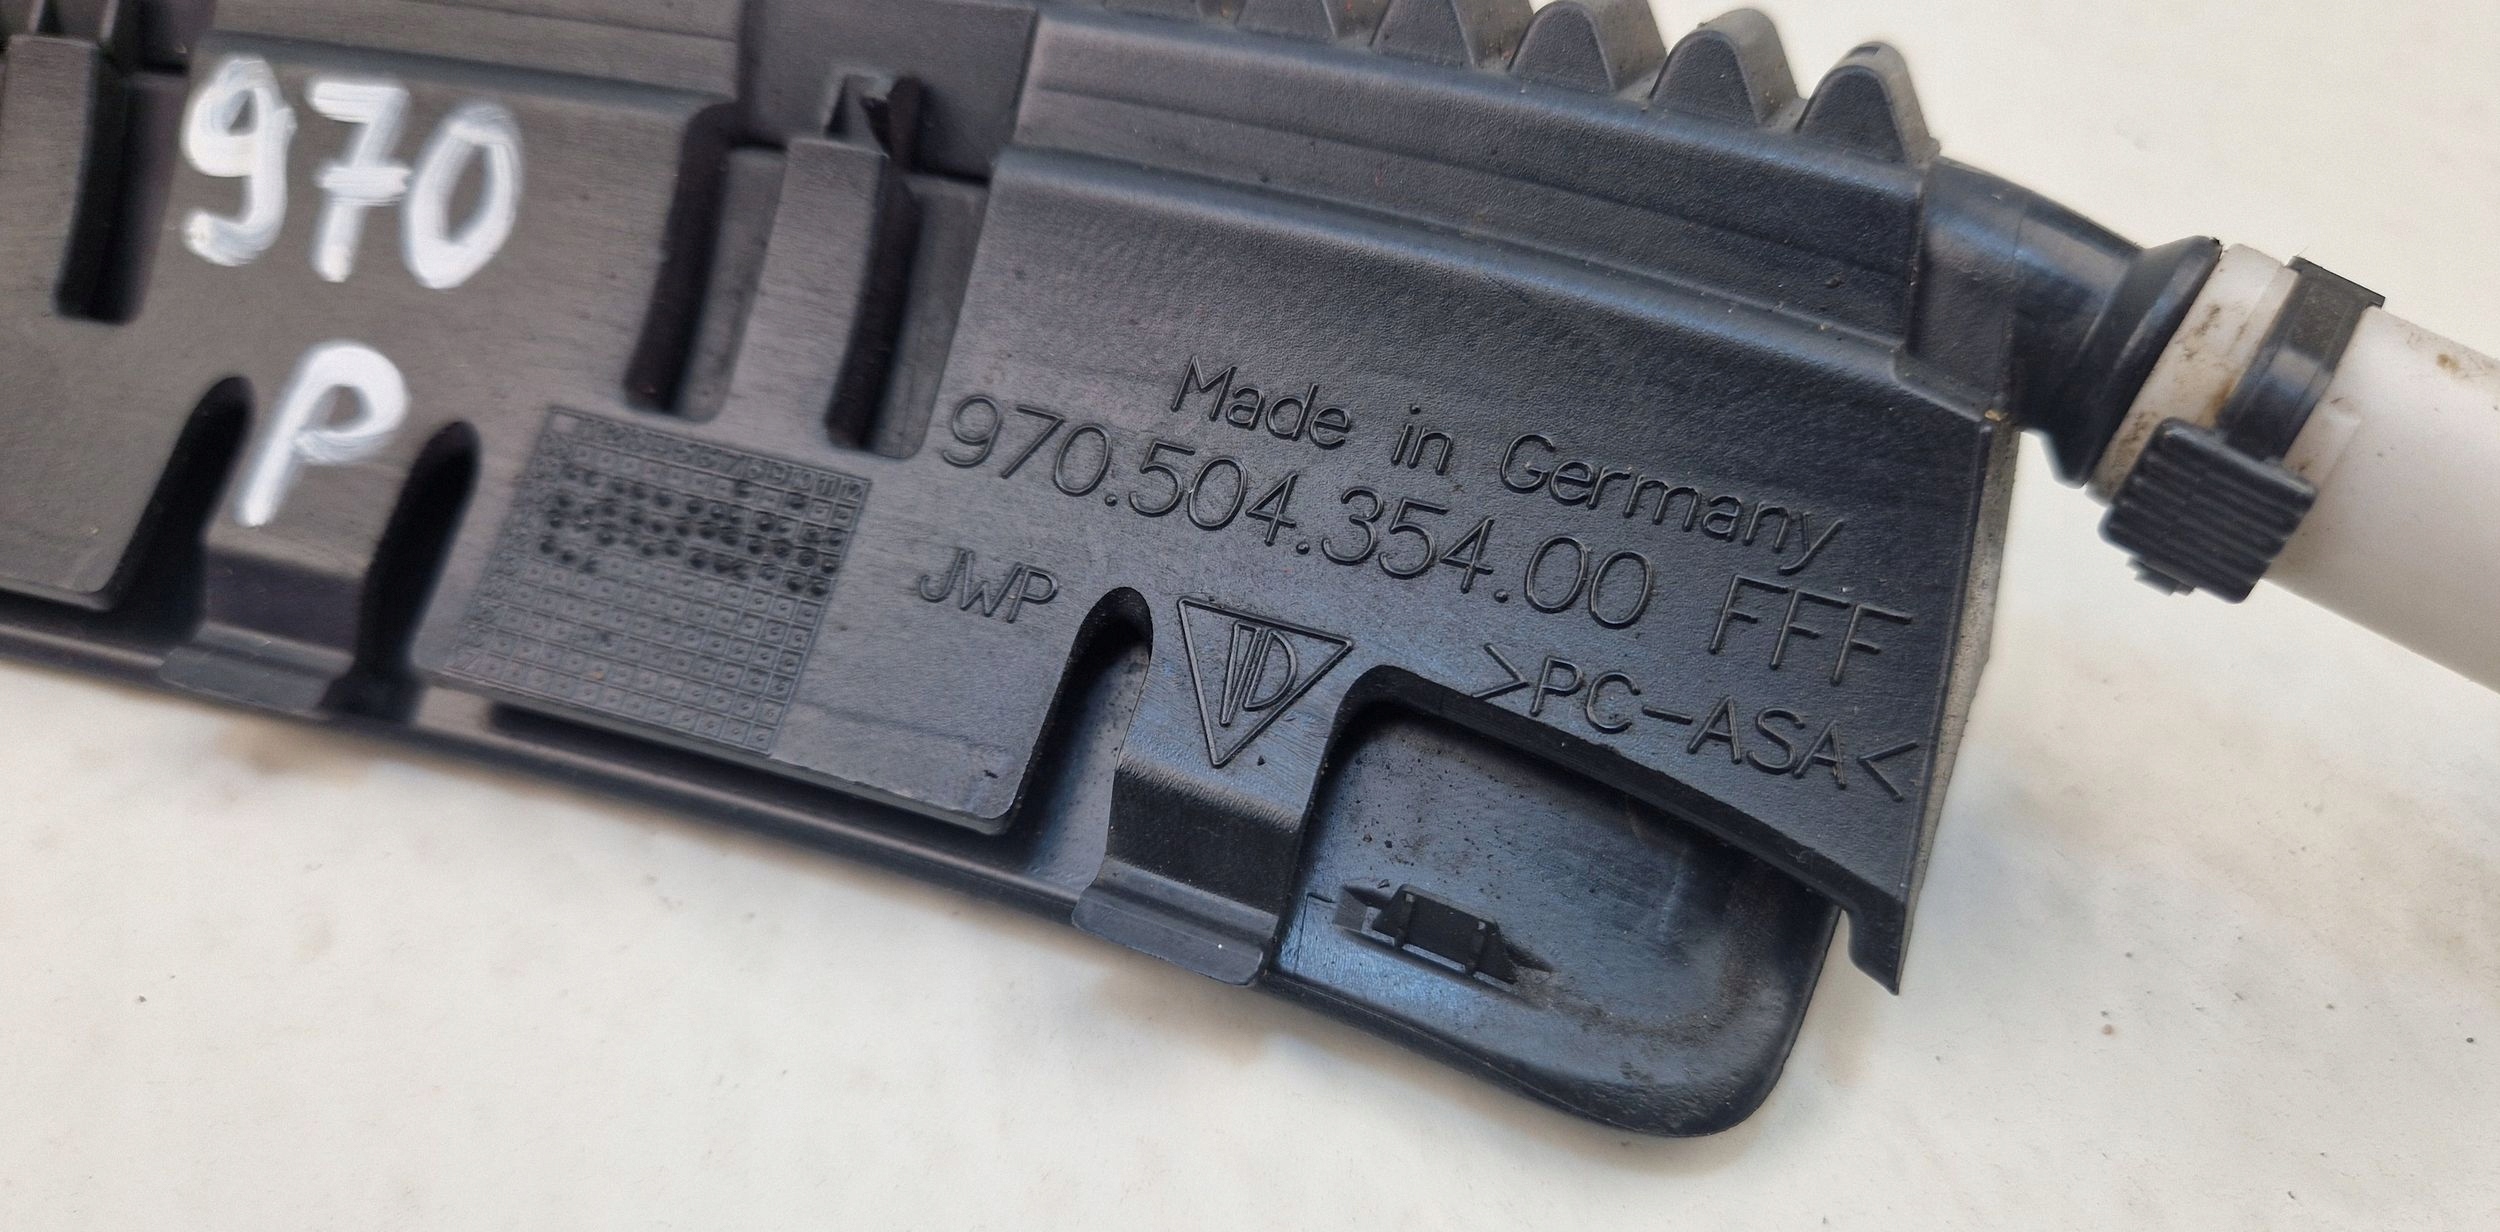 970
P
Made in Germany
970.504.354.00 FFF
JWP
>PC-ASA<